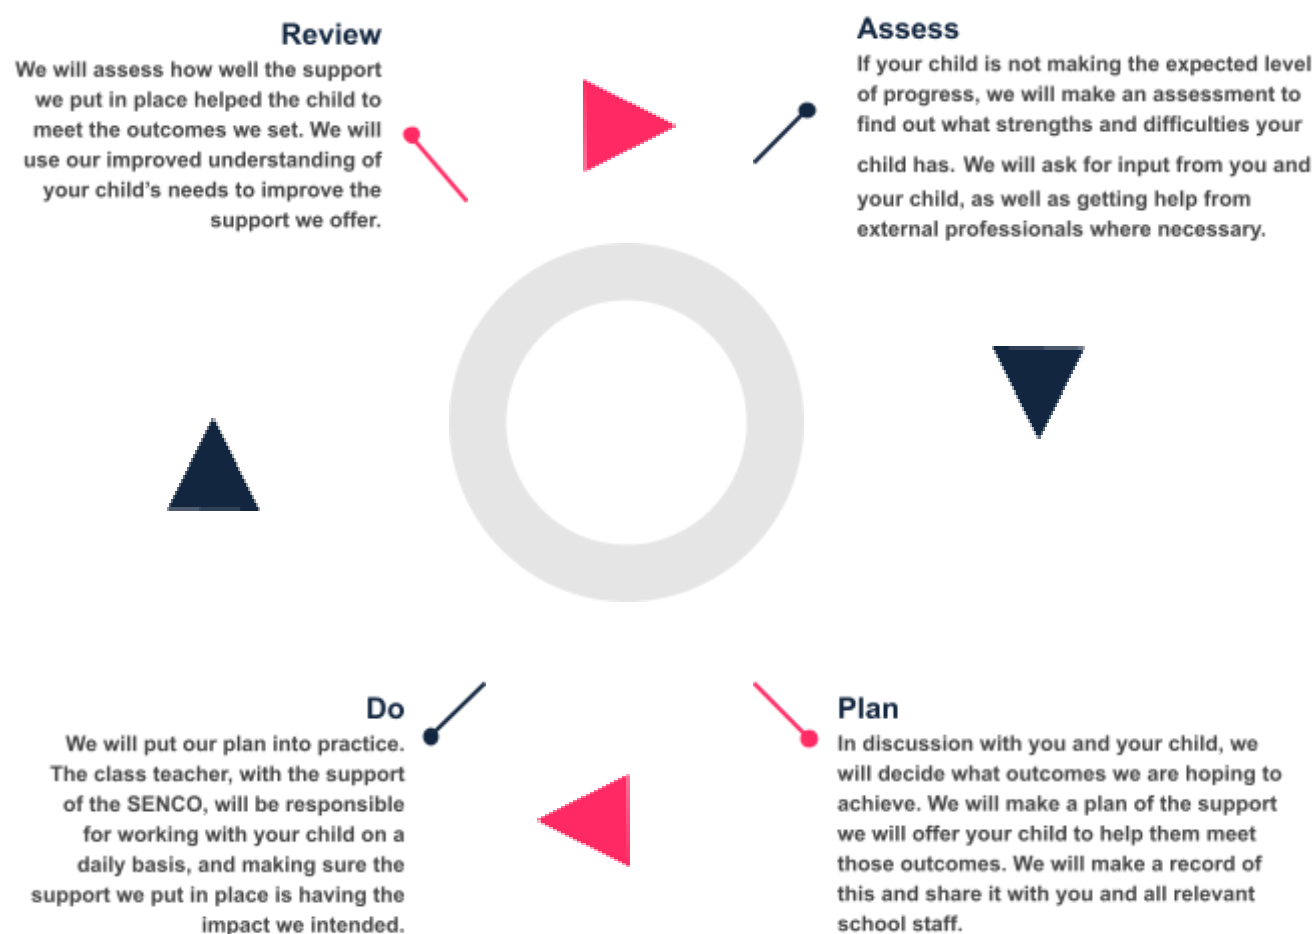 Review
We will assess how well the support
we put in place helped the child to
meet the outcomes we set. We will
use our improved understanding of
your child's needs to improve the
support we offer.
Assess
If your child is not making the expected level
of progress, we will make an assessment to
find out what strengths and difficulties your
child has. We will ask for input from you and
your child, as well as getting help from
external professionals where necessary.
Do
We will put our plan into practice.
The class teacher, with the support
of the SENCO, will be responsible
for working with your child on a
daily basis, and making sure the
support we put in place is having the
impact we intended.
Plan
In discussion with you and your child, we
will decide what outcomes we are hoping to
achieve. We will make a plan of the support
we will offer your child to help them meet
those outcomes. We will make a record of
this and share it with you and all relevant
school staff.